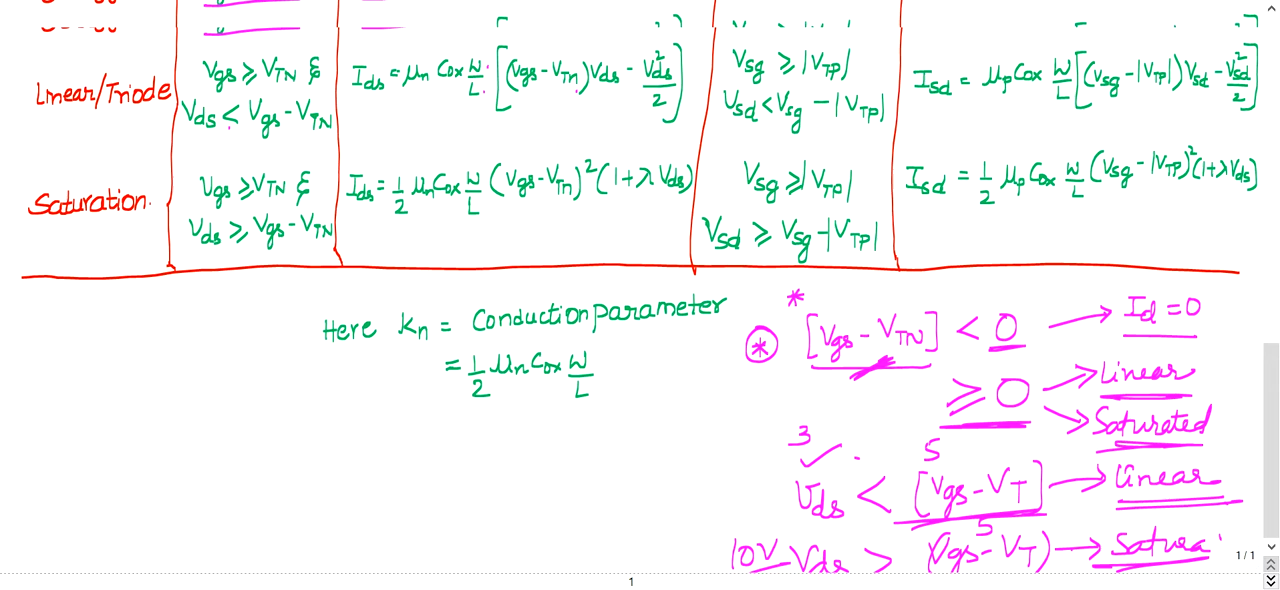 Linear/Triode Vgs ≥ VTN & Ids = μn Cox W/L [(Vgs - VTn) Vds - Vds²/2] Vsg ≥ |VTP| Isd = μp Cox W/L [(Vsg - |VTP|) Vsd - Vsd²/2]
Vds < Vgs - VTN Vsd < Vsg - |VTP|
Saturation. Vgs ≥ VTN & Ids = 1/2 μn Cox W/L (Vgs - VTn)² (1 + λ Vds) Vsg ≥ |VTP| Isd = 1/2 μp Cox W/L (Vsg - |VTP|)² (1 + λ Vds)
Vds ≥ Vgs - VTN Vsd ≥ Vsg - |VTP|
Here Kn = Conduction parameter
= 1/2 μn Cox W/L
*
* [Vgs - VTN] < 0 → Id = 0
≥ 0 → Linear
→ Saturated
3 5
Vds < [Vgs - VT] → Linear
5
10V Vds > (Vgs - VT) → Satura
1 / 1
1